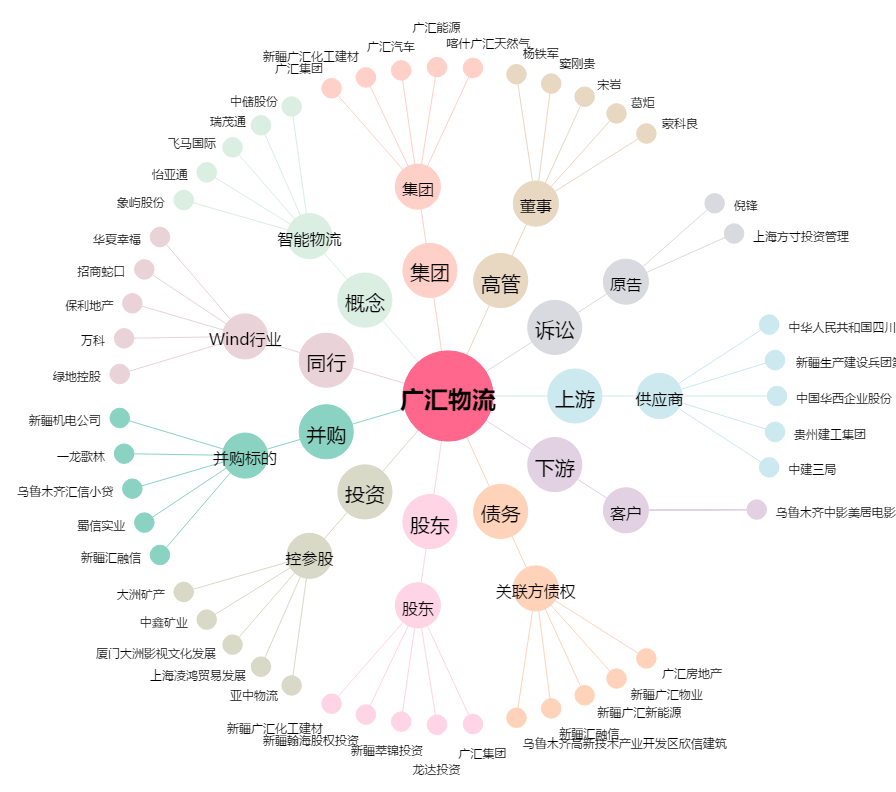 广汇能源
喀什广汇天然气
广汇汽车
新疆广汇化工建材
广汇集团
杨铁军
窦刚贵
宋岩
葛炬
蒙科良
中储股份
瑞茂通
飞马国际
怡亚通
象屿股份
集团
董事
倪锋
上海方寸投资管理
华夏幸福
招商蛇口
保利地产
万科
绿地控股
智能物流
集团
高管
原告
概念
诉讼
Wind行业
同行
中华人民共和国四川
新疆生产建设兵团
中国华西企业股份
贵州建工集团
中建三局
广汇物流
上游
供应商
新疆机电公司
一龙歌林
乌鲁木齐汇信小贷
蜀信实业
新疆汇融信
并购标的
并购
下游
客户
乌鲁木齐中影美居电影
投资
股东
债务
控参股
股东
关联方债权
大洲矿产
中鑫矿业
厦门大洲影视文化发展
上海凌鸿贸易发展
亚中物流
新疆广汇化工建材
新疆翰海股权投资
新疆萃锦投资
龙达投资
广汇集团
广汇房地产
新疆广汇物业
新疆广汇新能源
新疆汇融信
乌鲁木齐高新技术产业开发区欣信建筑